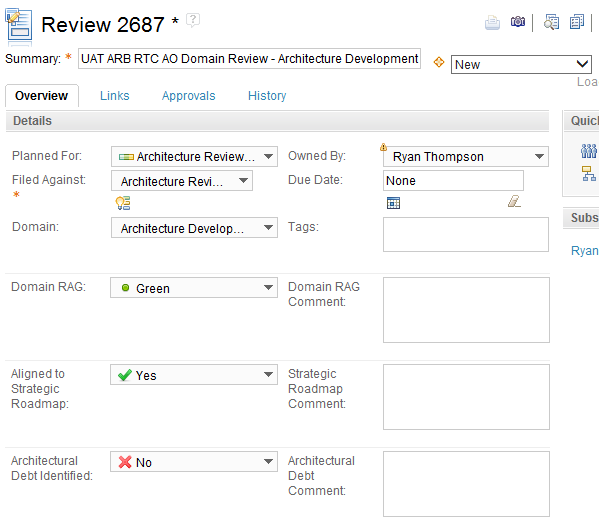 Review 2687 *
Summary: * UAT ARB RTC AO Domain Review - Architecture Development
New
Loa
Overview Links Approvals History
Details
Quic
Planned For: Architecture Review... Owned By: Ryan Thompson
Filed Against: * Architecture Revi... Due Date: None
Domain: Architecture Develop... Tags:
Subs
Ryan
Domain RAG: Green Domain RAG
Comment:
Aligned to
Strategic
Roadmap: Yes Strategic
Roadmap
Comment:
Architectural
Debt Identified: No Architectural
Debt
Comment: